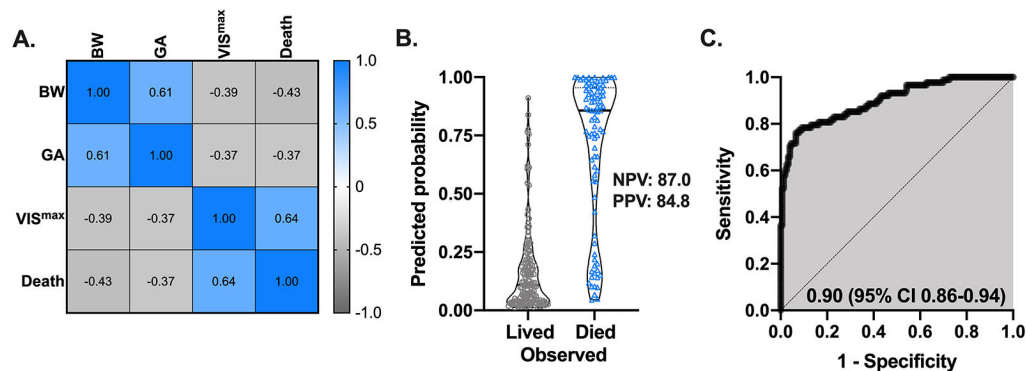 A.
BW
GA
VISmax
Death
BW
1.00
0.61
-0.39
-0.43
GA
0.61
1.00
-0.37
-0.37
VISmax
-0.39
-0.37
1.00
0.64
Death
-0.43
-0.37
0.64
1.00
1.0
0.5
0
-0.5
-1.0
B.
Predicted probability
1.00
0.75
0.50
0.25
0.00
NPV: 87.0
PPV: 84.8
Lived
Died
Observed
C.
Sensitivity
1.0
0.8
0.6
0.4
0.2
0.0
0.90 (95% CI 0.86-0.94)
0.0
0.2
0.4
0.6
0.8
1.0
1 - Specificity